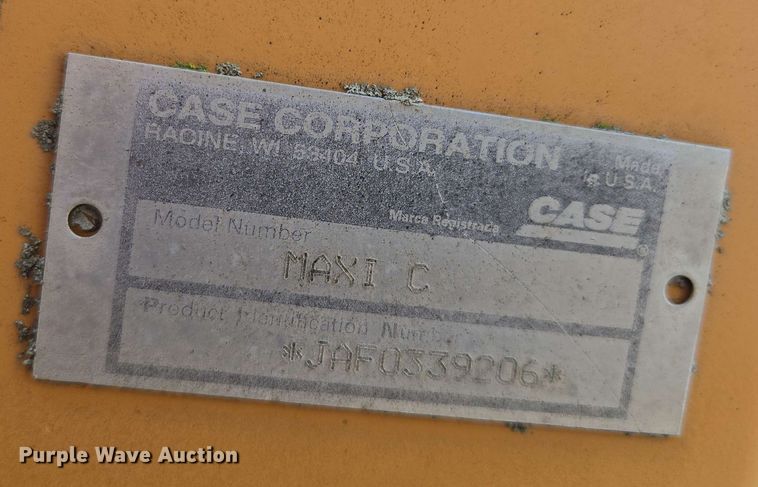 CASE CORPORATION
RACINE, WI 53404 U.S.A.
Made
in U.S.A.
Marca Registrada
CASE
®
Model Number
MAXI C
Product Identification Number
*JAF0339206*
Purple Wave Auction